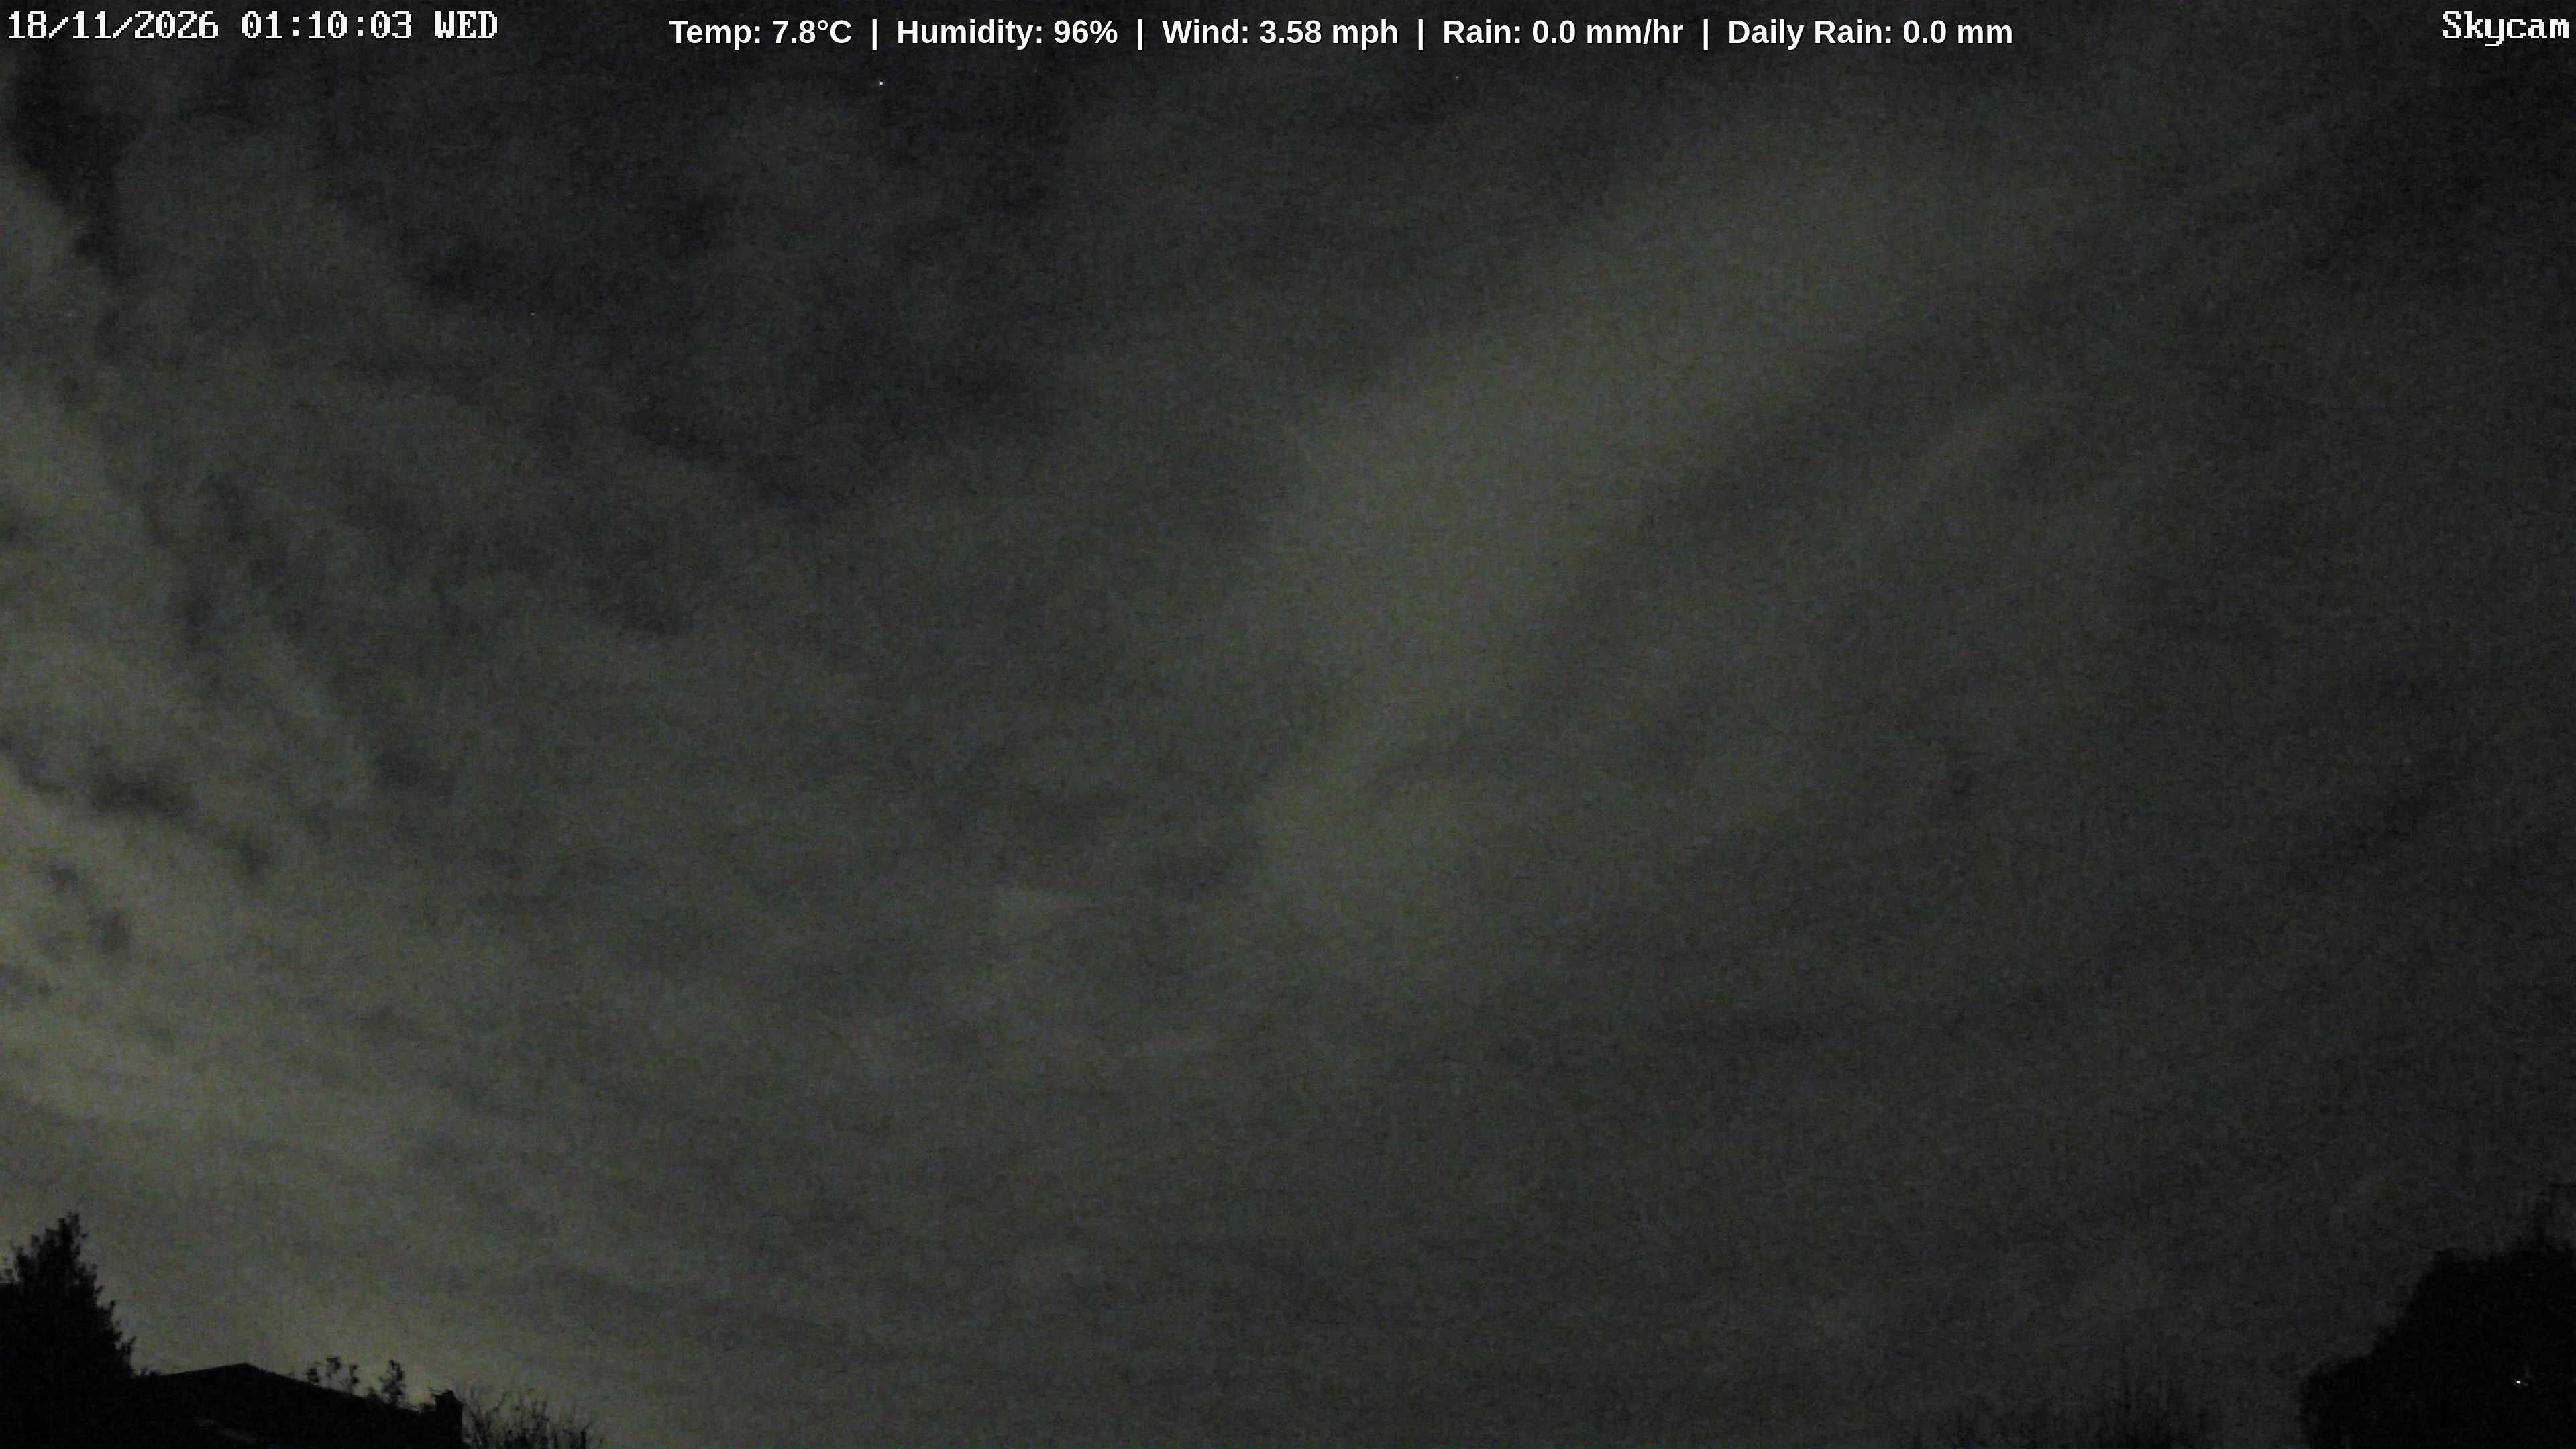 18/11/2026 01:10:03 WED
Temp: 7.8°C | Humidity: 96% | Wind: 3.58 mph | Rain: 0.0 mm/hr | Daily Rain: 0.0 mm
Skycam